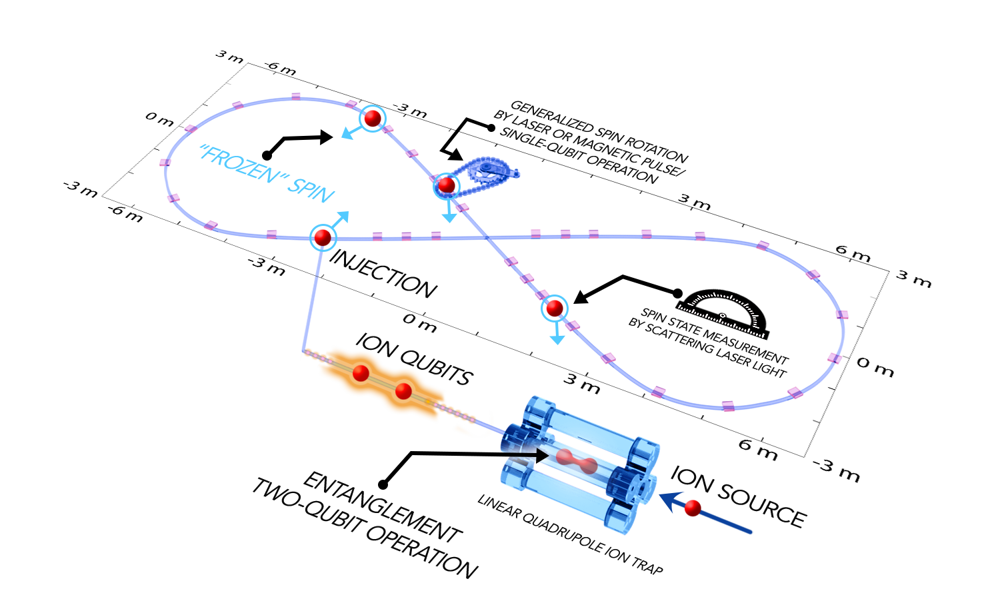 3 m
-6 m
-3 m
0 m
-3 m
-6 m
-3 m
0 m
3 m
6 m
-3 m
0 m
3 m
6 m
3 m
GENERALIZED SPIN ROTATION
BY LASER OR MAGNETIC PULSE/
SINGLE-QUBIT OPERATION
“FROZEN“ SPIN
INJECTION
SPIN STATE MEASUREMENT
BY SCATTERING LASER LIGHT
ION QUBITS
ENTANGLEMENT
TWO-QUBIT OPERATION
LINEAR QUADRUPOLE ION TRAP
ION SOURCE